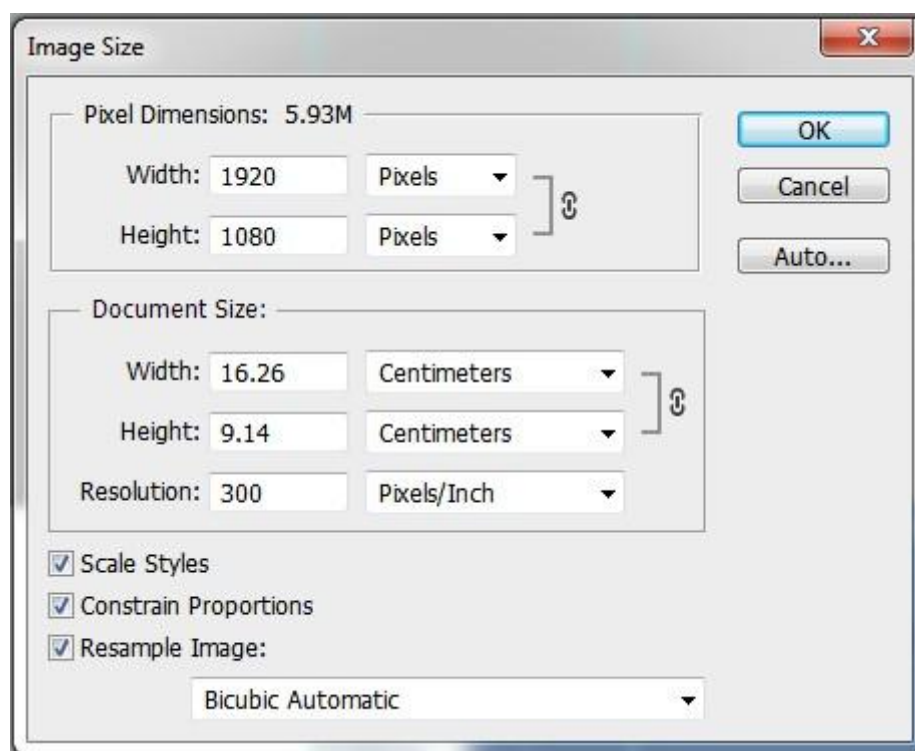 Image Size
Pixel Dimensions: 5.93M
OK
Width: 1920 Pixels
Cancel
Height: 1080 Pixels
Auto...
Document Size:
Width: 16.26 Centimeters
Height: 9.14 Centimeters
Resolution: 300 Pixels/Inch
Scale Styles
Constrain Proportions
Resample Image:
Bicubic Automatic